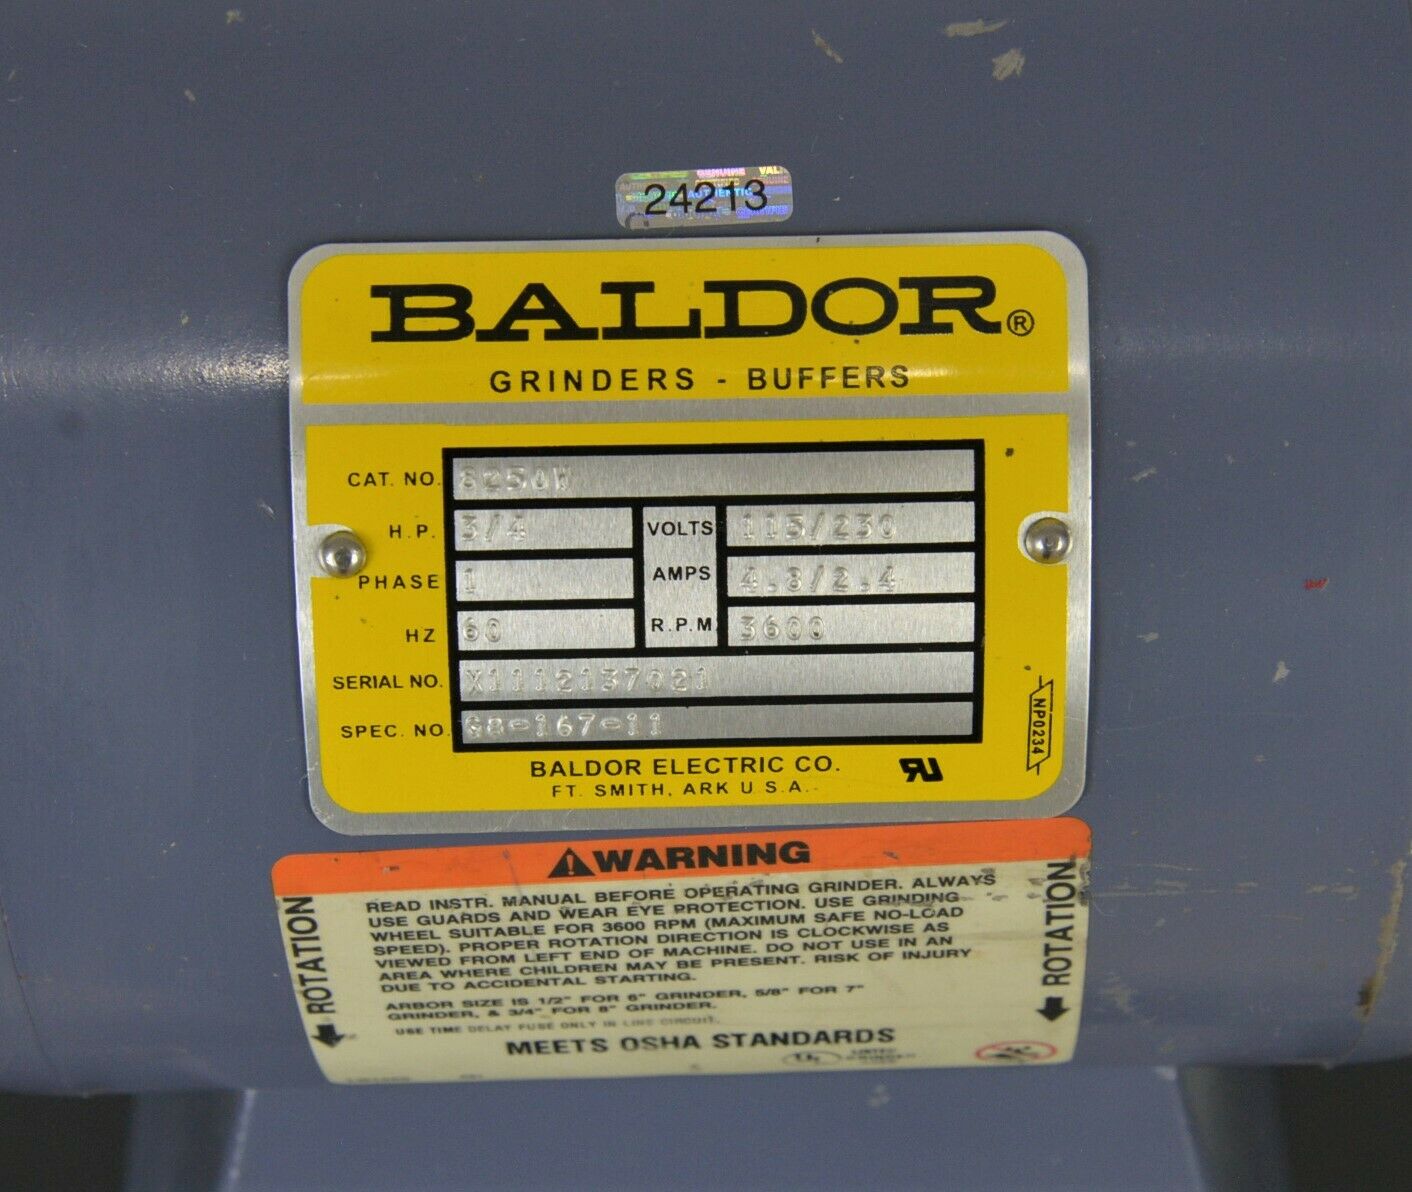 24213
BALDOR®
GRINDERS - BUFFERS
CAT. NO. 8250W
H.P. 3/4 VOLTS 115/230
PHASE 1 AMPS 4.8/2.4
HZ 60 R.P.M 3600
SERIAL NO. X1112137021
SPEC. NO. G8-167-11
NP0234
BALDOR ELECTRIC CO.
FT. SMITH, ARK U.S.A.
WARNING
READ INSTR. MANUAL BEFORE OPERATING GRINDER. ALWAYS
USE GUARDS AND WEAR EYE PROTECTION. USE GRINDING
WHEEL SUITABLE FOR 3600 RPM (MAXIMUM SAFE NO-LOAD
SPEED). PROPER ROTATION DIRECTION IS CLOCKWISE AS
VIEWED FROM LEFT END OF MACHINE. DO NOT USE IN AN
AREA WHERE CHILDREN MAY BE PRESENT. RISK OF INJURY
DUE TO ACCIDENTAL STARTING.
ARBOR SIZE IS 1/2" FOR 6" GRINDER, 5/8" FOR 7"
GRINDER, & 3/4" FOR 8" GRINDER.
USE TIME DELAY FUSE ONLY IN LINE CIRCUIT.
MEETS OSHA STANDARDS
ROTATION
ROTATION